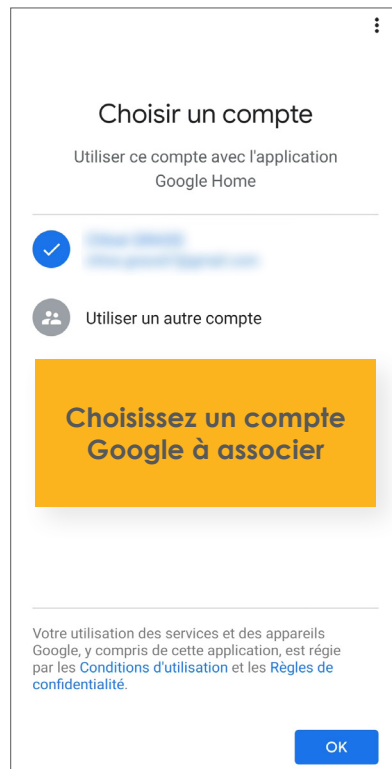 Choisir un compte
Utiliser ce compte avec l'application
Google Home
Utiliser un autre compte
Choisissez un compte
Google à associer
Votre utilisation des services et des appareils
Google, y compris de cette application, est régie
par les Conditions d'utilisation et les Règles de
confidentialité.
OK